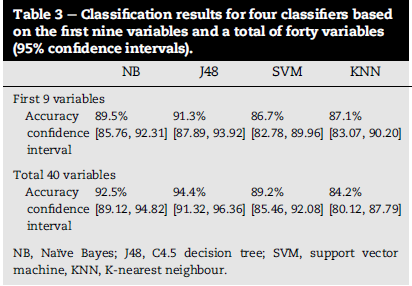 Table 3 – Classification results for four classifiers based
on the first nine variables and a total of forty variables
(95% confidence intervals).
NB J48 SVM KNN
First 9 variables
Accuracy 89.5% 91.3% 86.7% 87.1%
confidence [85.76, 92.31] [87.89, 93.92] [82.78, 89.96] [83.07, 90.20]
interval
Total 40 variables
Accuracy 92.5% 94.4% 89.2% 84.2%
confidence [89.12, 94.82] [91.32, 96.36] [85.46, 92.08] [80.12, 87.79]
interval
NB, Naïve Bayes; J48, C4.5 decision tree; SVM, support vector
machine, KNN, K-nearest neighbour.